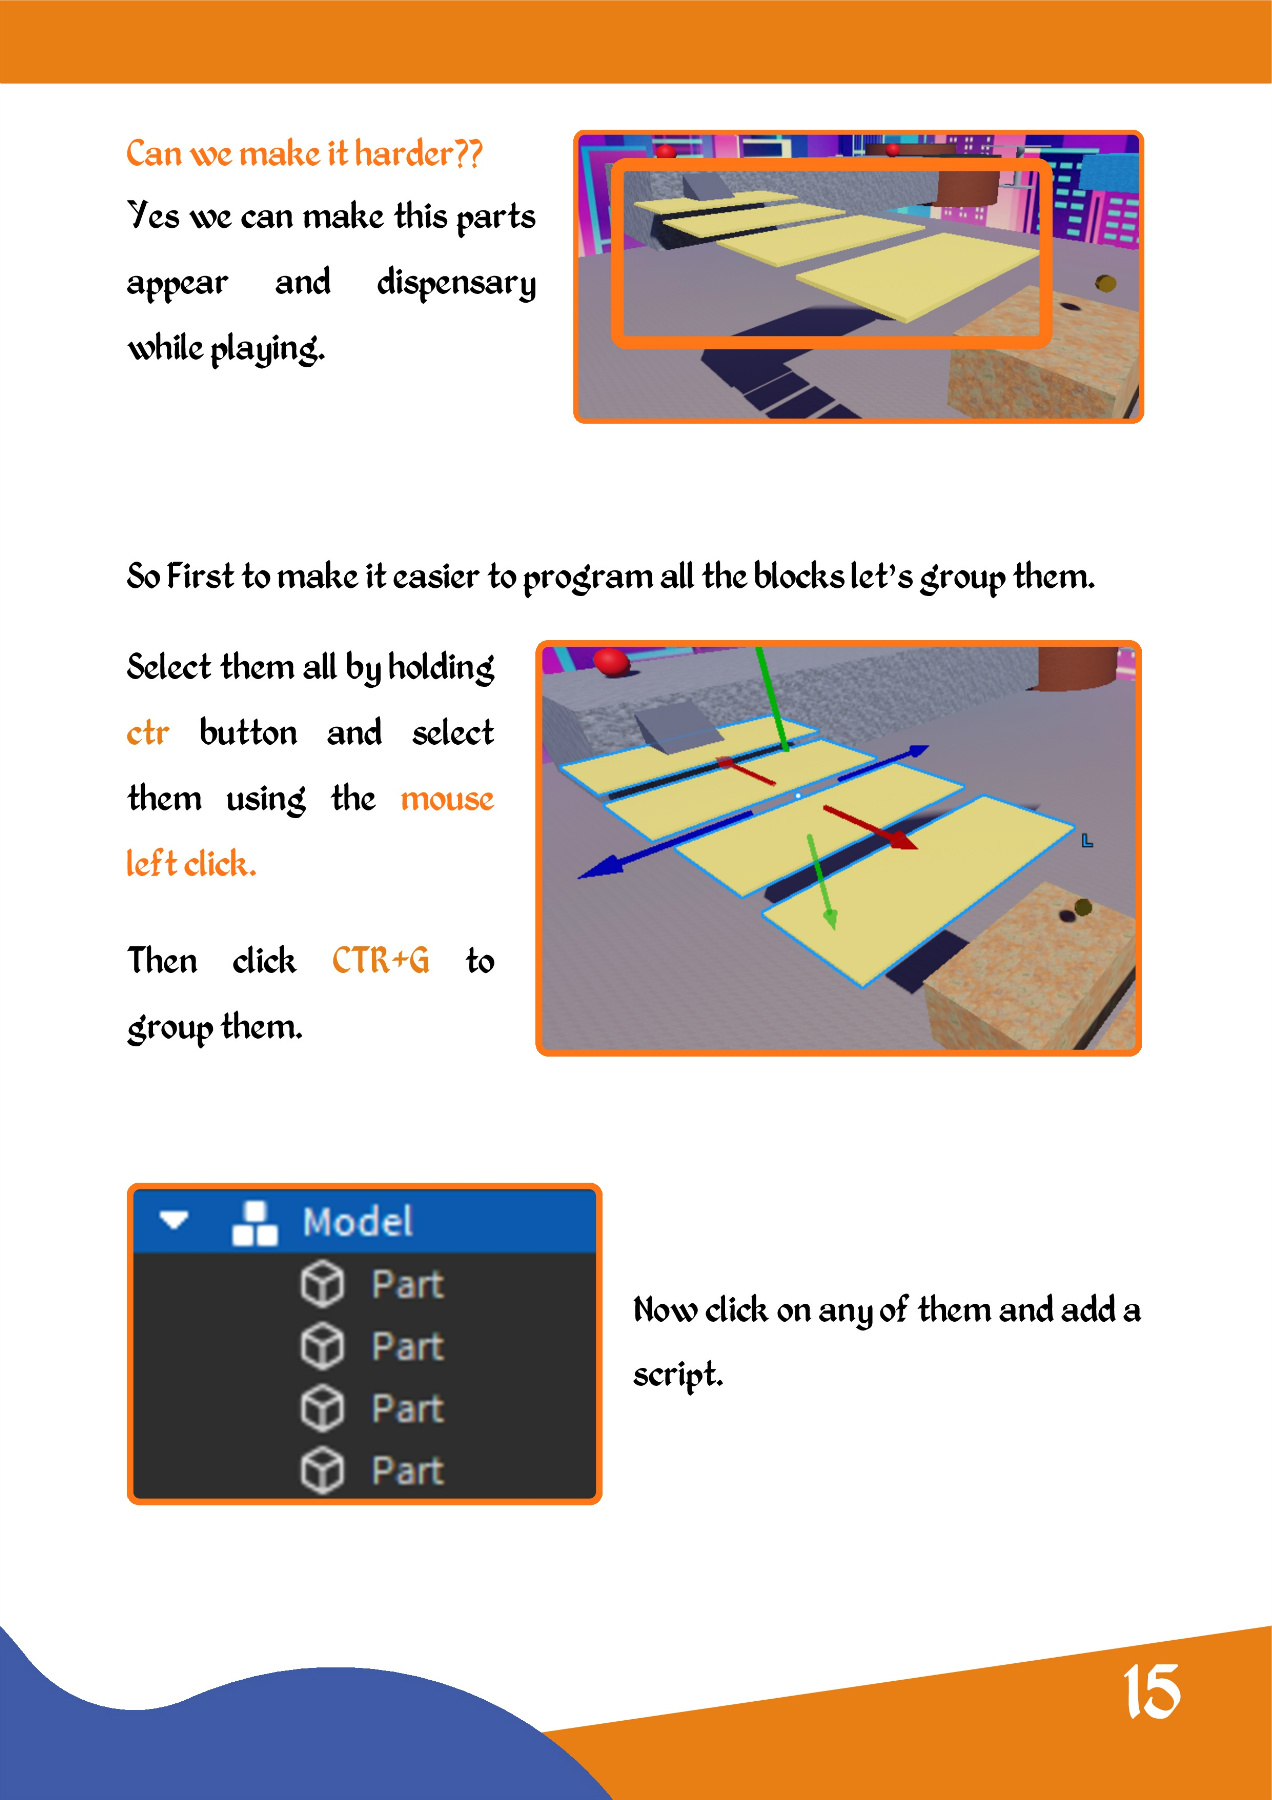 Can we make it harder??
Yes we can make this parts
appear and dispensary
while playing.
So First to make it easier to program all the blocks let's group them.
Select them all by holding
ctr button and select
them using the mouse
left click.
Then click CTR+G to
group them.
L
Model
Part
Part
Part
Part
Now click on any of them and add a
script.
15